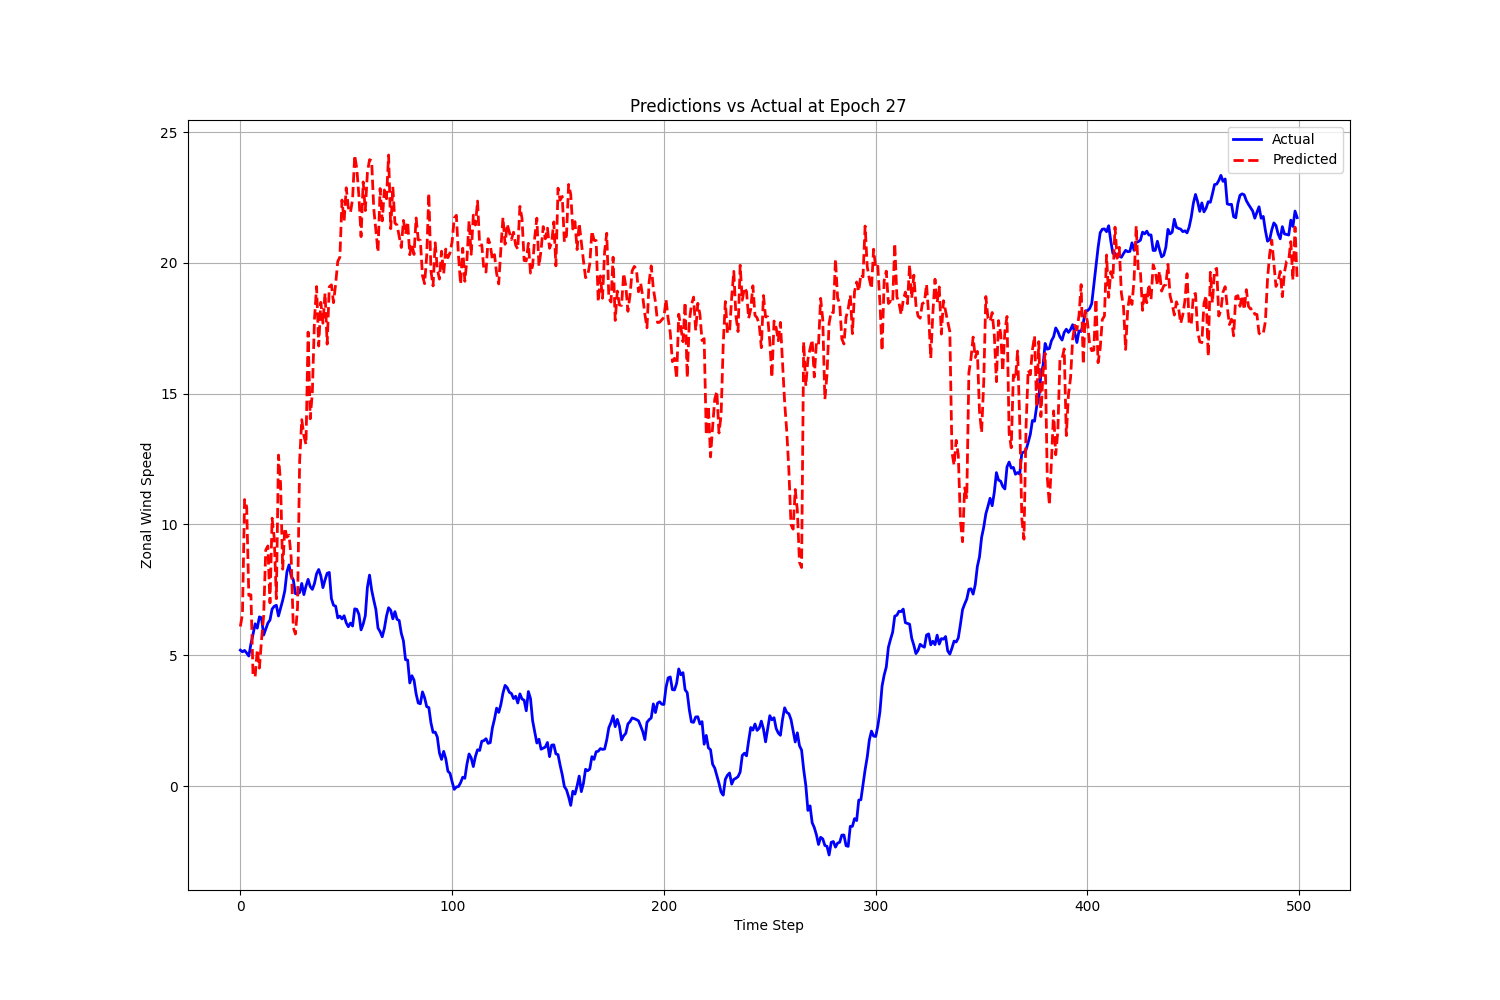 Predictions vs Actual at Epoch 27
Actual
Predicted
Zonal Wind Speed
25
20
15
10
5
0
0 100 200 300 400 500
Time Step